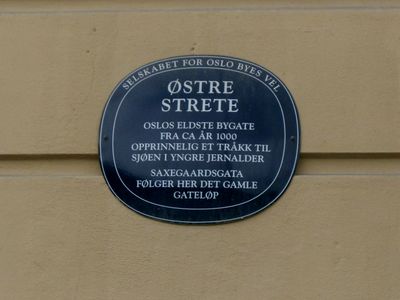 SELSKABET FOR OSLO BYES VEL
ØSTRE
STRETE
OSLOS ELDSTE BYGATE
FRA CA ÅR 1000
OPPRINNELIG ET TRÅKK TIL
SJØEN I YNGRE JERNALDER
SAXEGAARDSGATA
FØLGER HER DET GAMLE
GATELØP